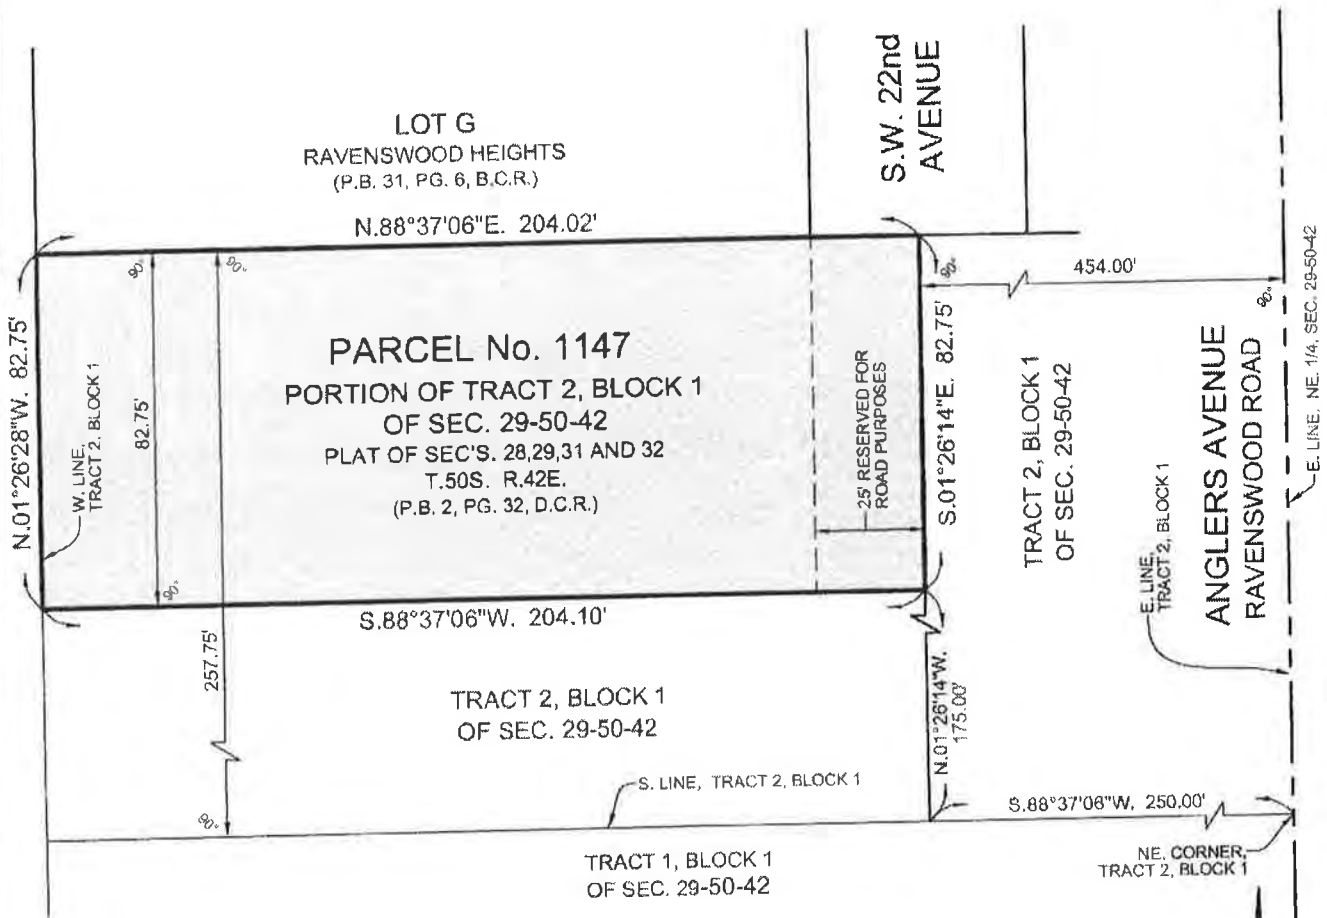 S.W. 22nd
AVENUE
LOT G
RAVENSWOOD HEIGHTS
(P.B. 31, PG. 6, B.C.R.)
N.88°37'06"E. 204.02'
90°
90°
90°
454.00'
90°
E. LINE, NE. 1/4, SEC. 29-50-42
N.01°26'28"W. 82.75'
W. LINE,
TRACT 2, BLOCK 1
82.75'
PARCEL No. 1147
PORTION OF TRACT 2, BLOCK 1
OF SEC. 29-50-42
PLAT OF SEC'S. 28,29,31 AND 32
T.50S. R.42E.
(P.B. 2, PG. 32, D.C.R.)
25' RESERVED FOR
ROAD PURPOSES
S.01°26'14"E. 82.75'
TRACT 2, BLOCK 1
OF SEC. 29-50-42
E. LINE,
TRACT 2, BLOCK 1
ANGLERS AVENUE
RAVENSWOOD ROAD
90°
S.88°37'06"W. 204.10'
257.75'
TRACT 2, BLOCK 1
OF SEC. 29-50-42
N.01°26'14"W.
175.00'
S. LINE, TRACT 2, BLOCK 1
S.88°37'06"W. 250.00'
90°
NE. CORNER,
TRACT 2, BLOCK 1
TRACT 1, BLOCK 1
OF SEC. 29-50-42